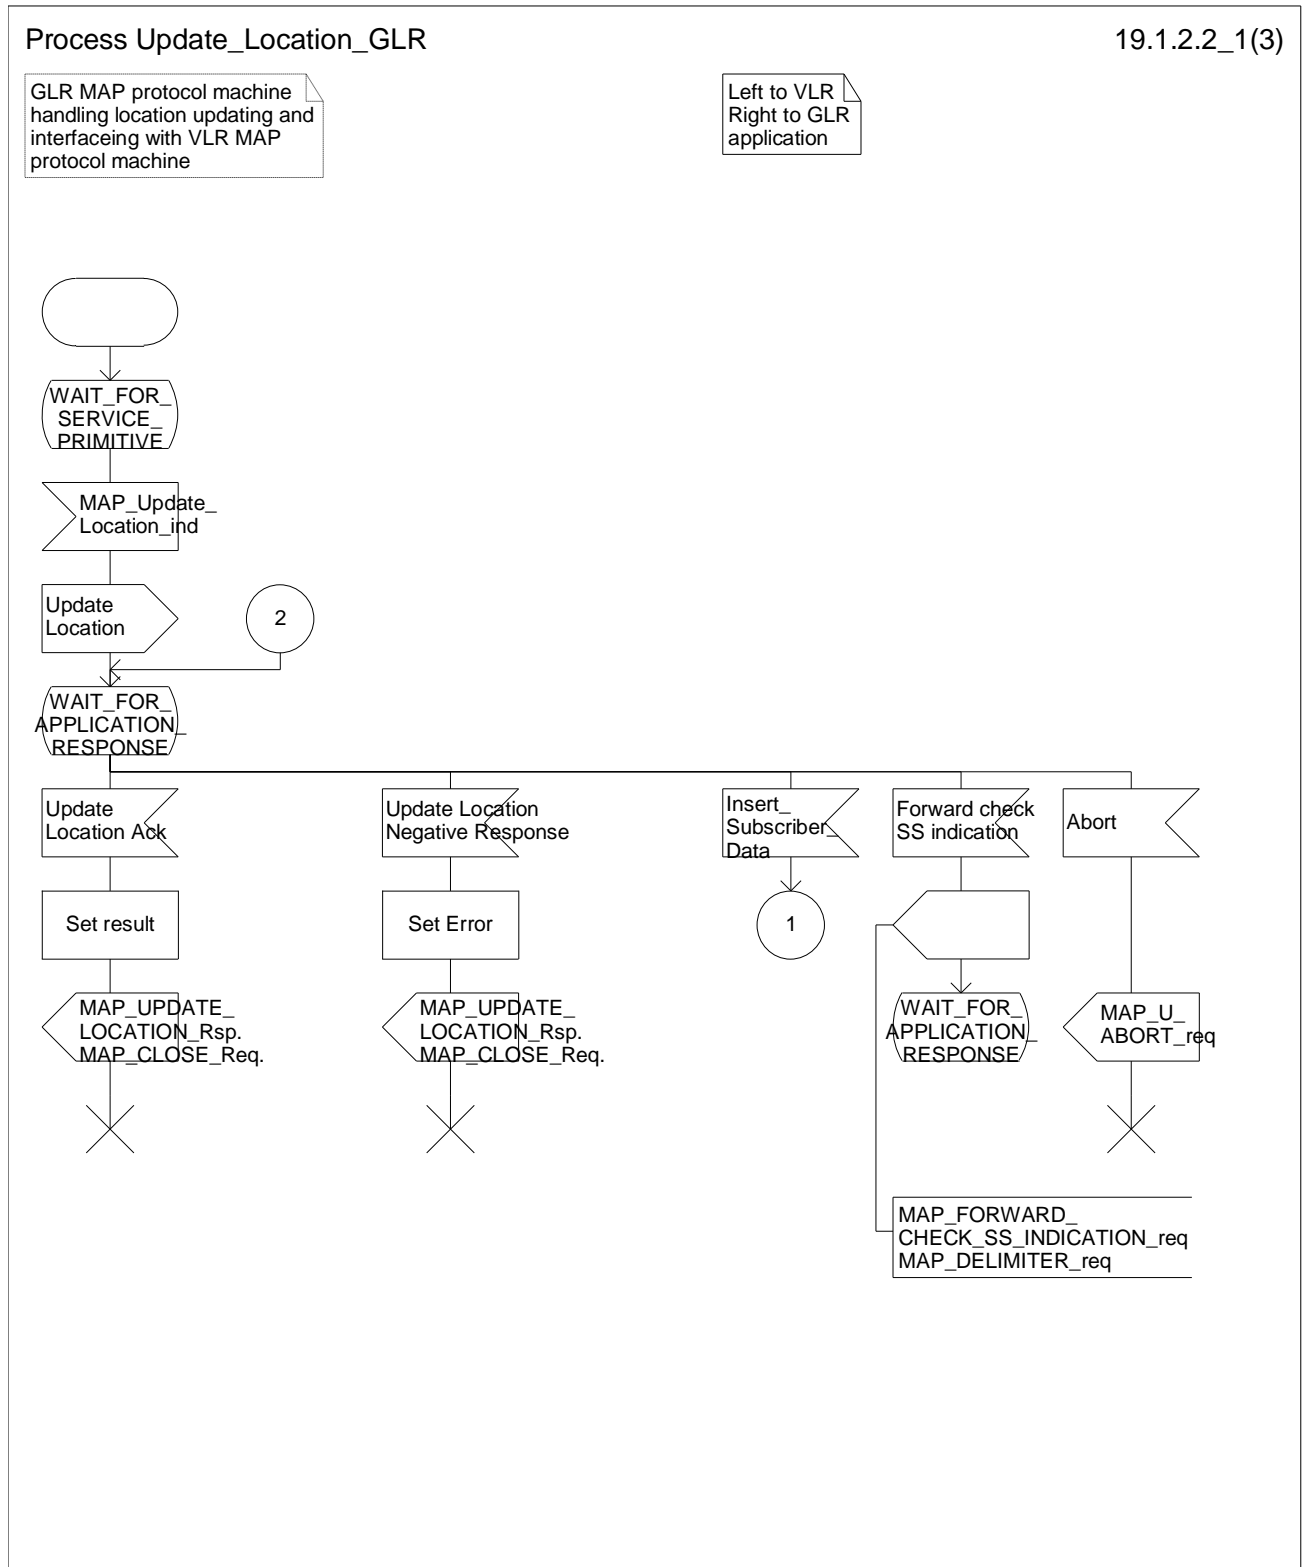 Process Update_Location_GLR
19.1.2.2_1(3)
GLR MAP protocol machine
handling location updating and
interfaceing with VLR MAP
protocol machine
Left to VLR
Right to GLR
application
WAIT_FOR_
SERVICE_
PRIMITIVE
MAP_Update_
Location_ind
Update
Location
2
WAIT_FOR_
APPLICATION_
RESPONSE
Update
Location Ack
Update Location
Negative Response
Insert_
Subscriber_
Data
Forward check
SS indication
Abort
Set result
Set Error
1
MAP_UPDATE_
LOCATION_Rsp.
MAP_CLOSE_Req.
MAP_UPDATE_
LOCATION_Rsp.
MAP_CLOSE_Req.
WAIT_FOR_
APPLICATION_
RESPONSE
MAP_U_
ABORT_req
MAP_FORWARD_
CHECK_SS_INDICATION_req
MAP_DELIMITER_req